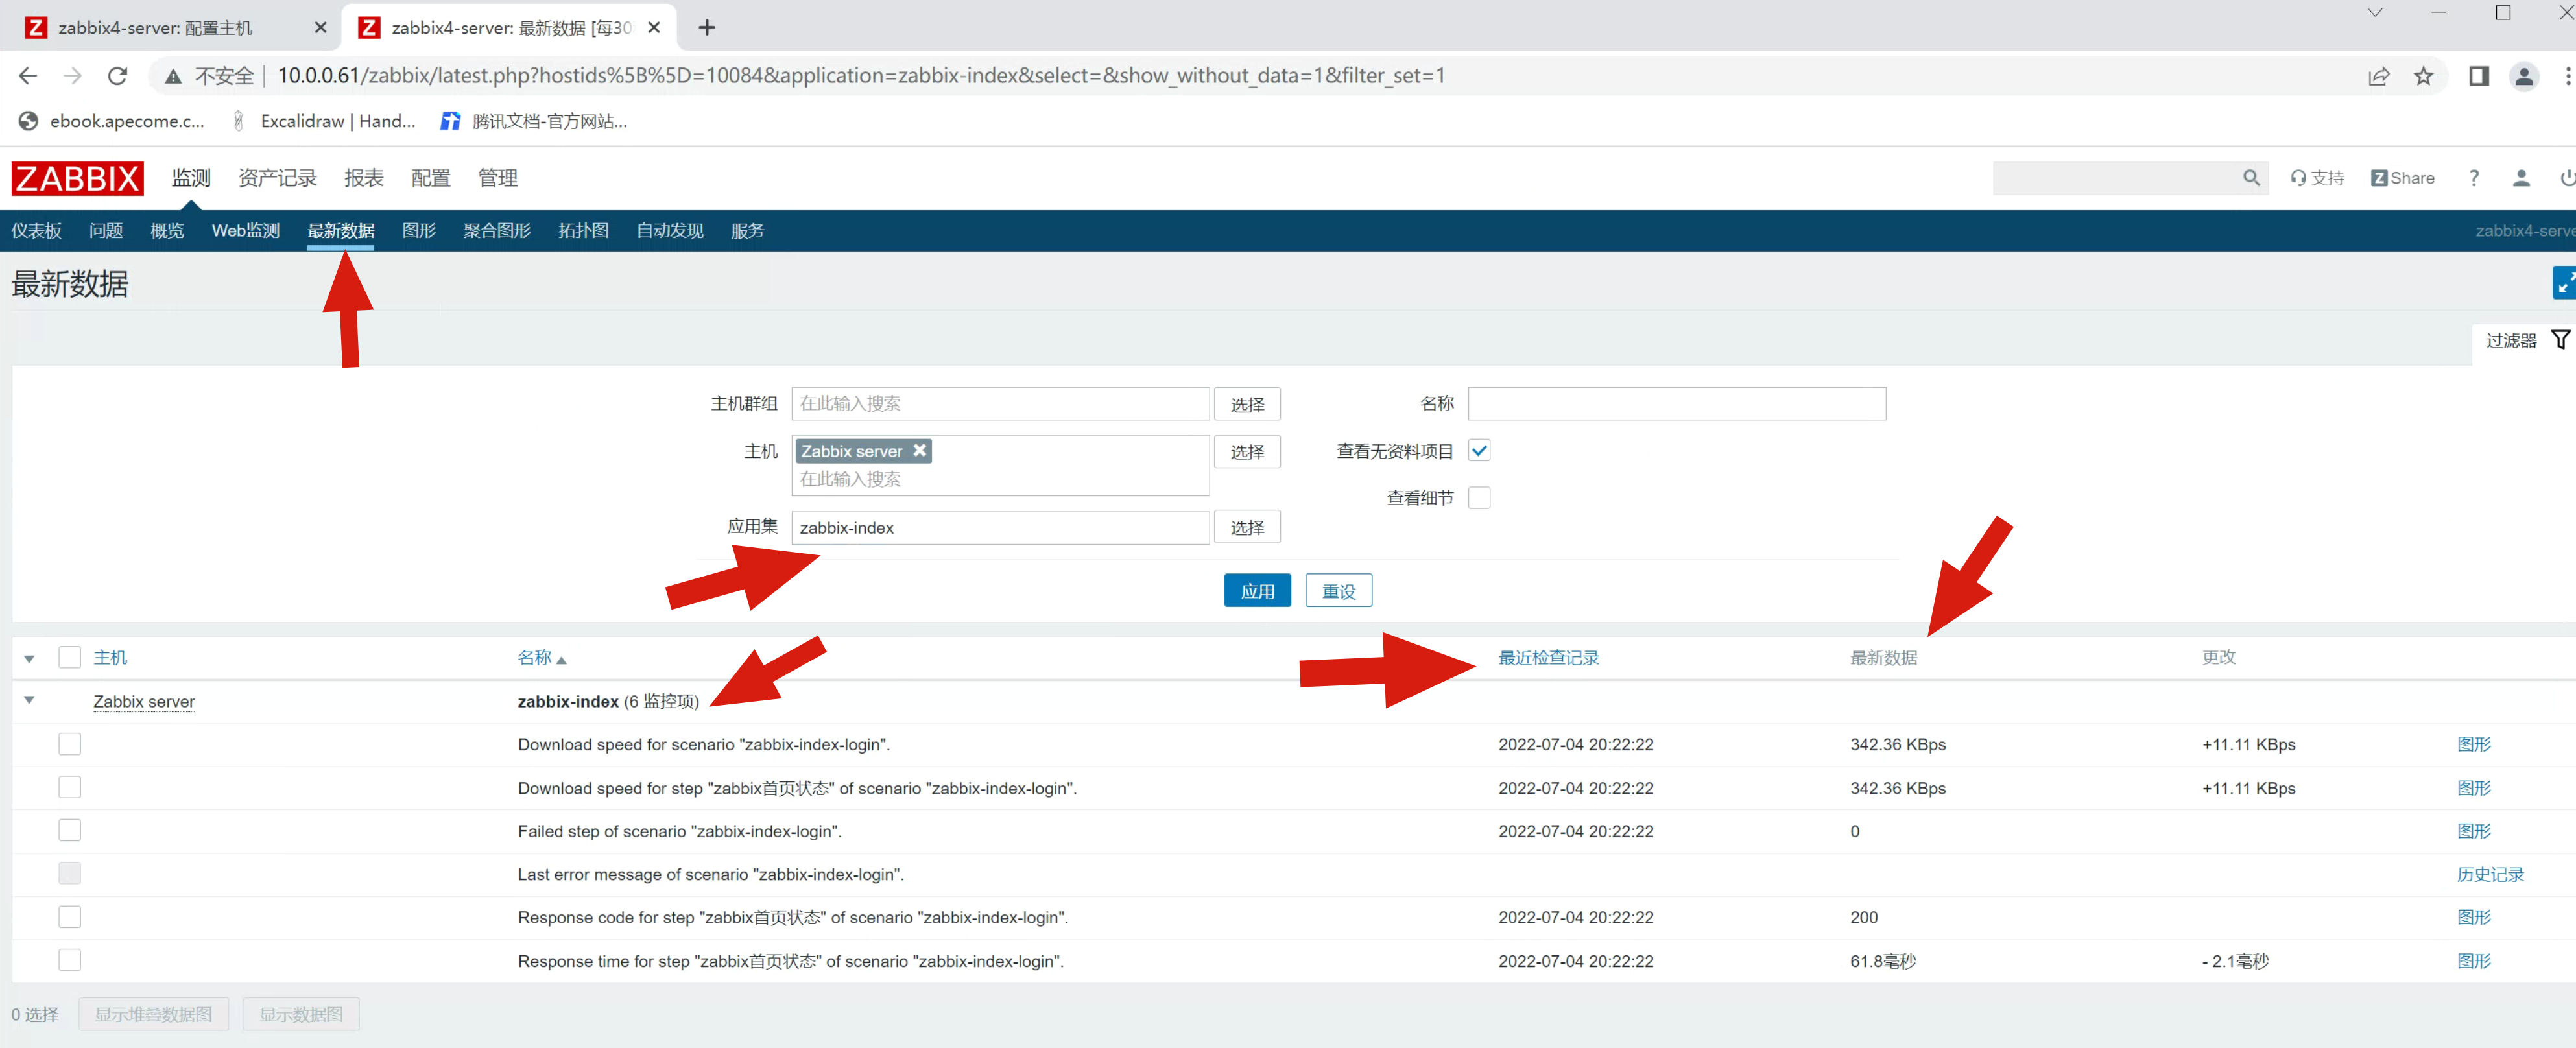 zabbix4-server: 配置主机
zabbix4-server: 最新数据 [每30
不安全 10.0.0.61/zabbix/latest.php?hostids%5B%5D=10084&application=zabbix-index&select=&show_without_data=1&filter_set=1
ebook.apecome.c... Excalidraw | Hand... 腾讯文档-官方网站...
ZABBIX 监测 资产记录 报表 配置 管理 支持 Z Share ?
仪表板 问题 概览 Web监测 最新数据 图形 聚合图形 拓扑图 自动发现 服务 zabbix4-serve
最新数据
过滤器
主机群组 在此输入搜索 选择 名称
主机 Zabbix server 选择 查看无资料项目
在此输入搜索
查看细节
应用集 zabbix-index 选择
应用 重设
主机 名称 最近检查记录 最新数据 更改
Zabbix server zabbix-index (6 监控项)
Download speed for scenario "zabbix-index-login". 2022-07-04 20:22:22 342.36 KBps +11.11 KBps 图形
Download speed for step "zabbix首页状态" of scenario "zabbix-index-login". 2022-07-04 20:22:22 342.36 KBps +11.11 KBps 图形
Failed step of scenario "zabbix-index-login". 2022-07-04 20:22:22 0 图形
Last error message of scenario "zabbix-index-login". 历史记录
Response code for step "zabbix首页状态" of scenario "zabbix-index-login". 2022-07-04 20:22:22 200 图形
Response time for step "zabbix首页状态" of scenario "zabbix-index-login". 2022-07-04 20:22:22 61.8毫秒 - 2.1毫秒 图形
0 选择 显示堆叠数据图 显示数据图